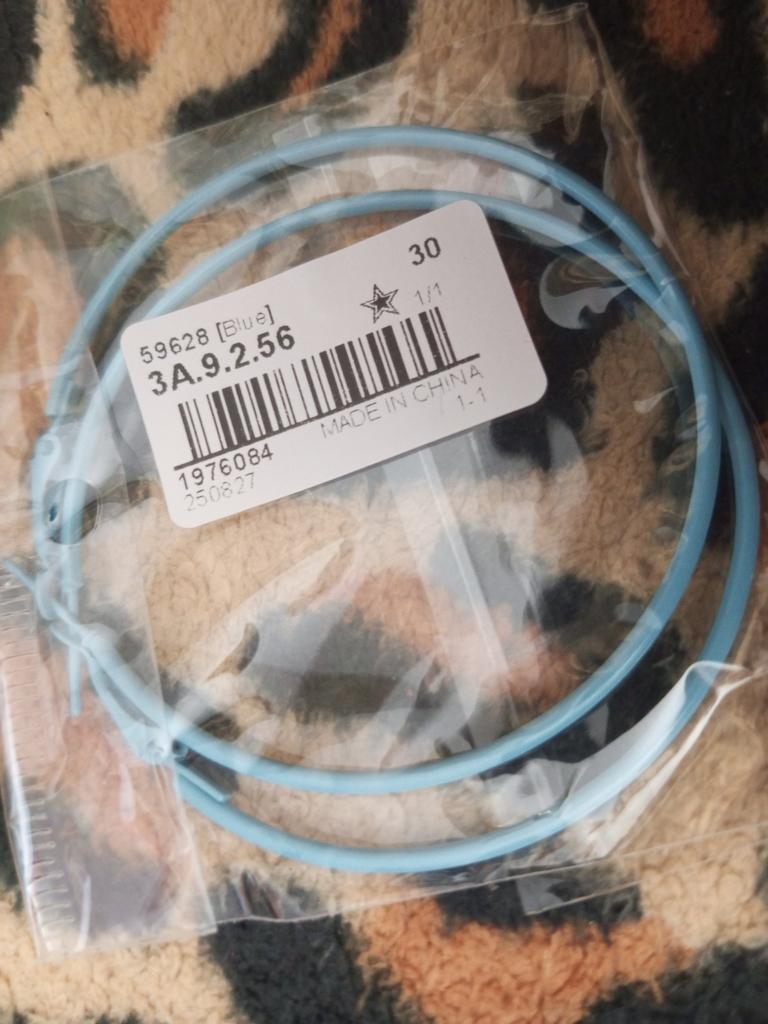 30
59628 [Blue]
1/1
3A.9.2.56
MADE IN CHINA
1976084
1-1
250827